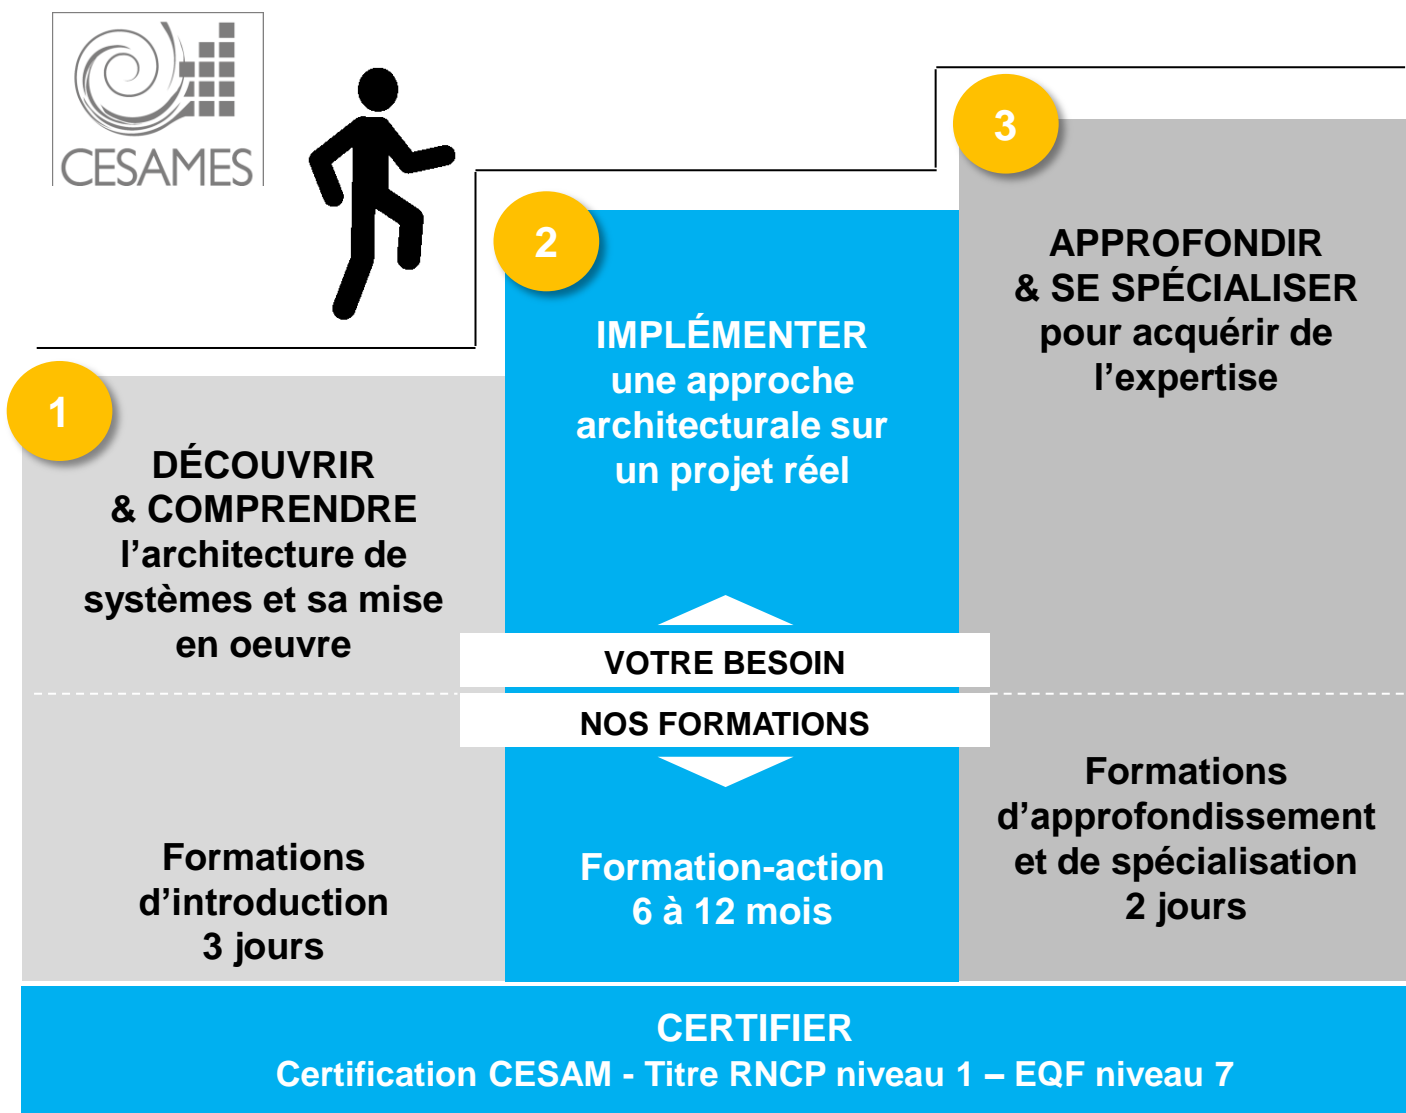 CESAMES
1
DÉCOUVRIR
& COMPRENDRE
l’architecture de
systèmes et sa mise
en oeuvre
2
IMPLÉMENTER
une approche
architecturale sur
un projet réel
3
APPROFONDIR
& SE SPÉCIALISER
pour acquérir de
l’expertise
VOTRE BESOIN
NOS FORMATIONS
Formations
d’introduction
3 jours
Formation-action
6 à 12 mois
Formations
d’approfondissement
et de spécialisation
2 jours
CERTIFIER
Certification CESAM - Titre RNCP niveau 1 – EQF niveau 7